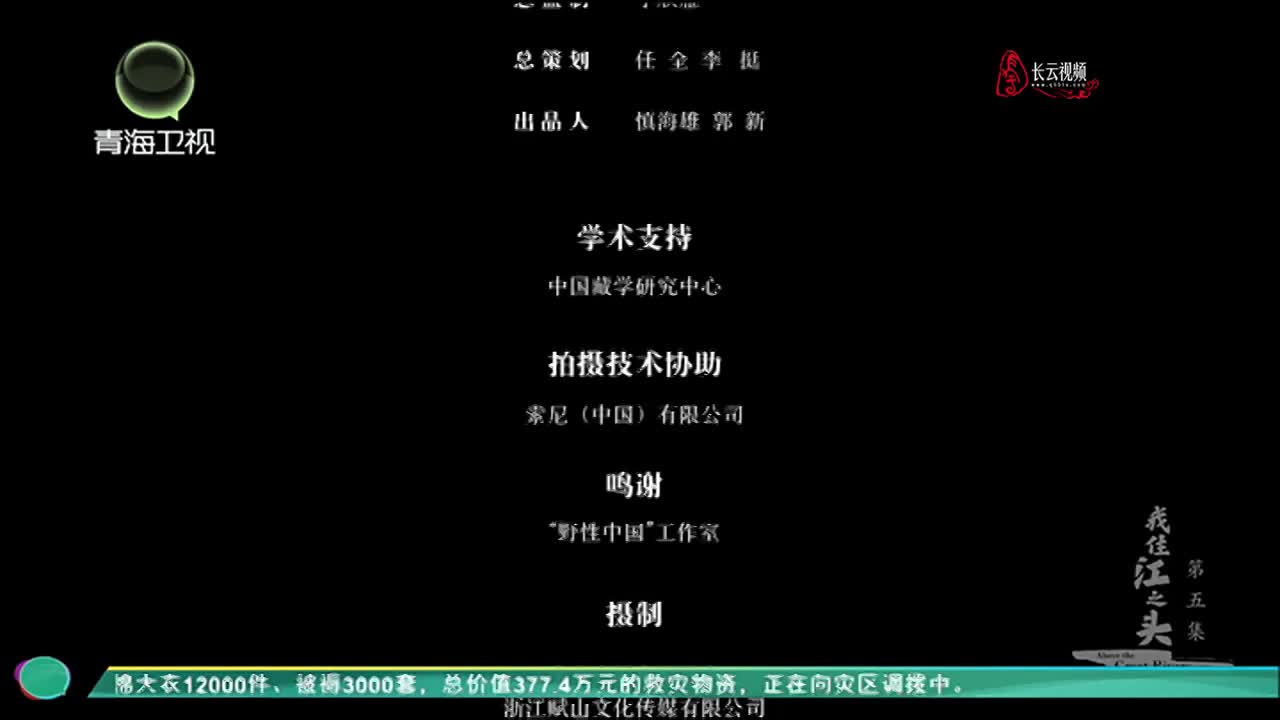 总策划 任全 李挺
出品人 慎海雄 郭新
青海卫视
长云视频
学术支持
中国藏学研究中心
拍摄技术协助
索尼（中国）有限公司
鸣谢
“野性中国”工作室
摄制
我住江之头
第五集
Above the
Great River
棉大衣12000件、被褥3000套，总价值377.4万元的救灾物资，正在向灾区调拨中。
浙江赋山文化传媒有限公司